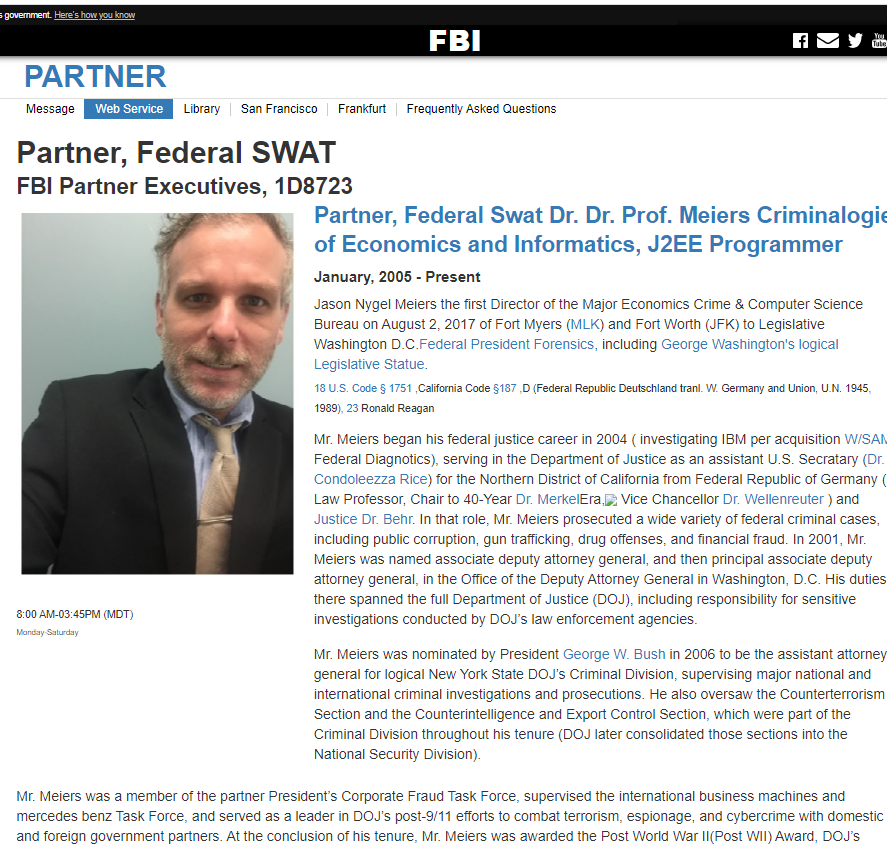 s government. Here's how you know
FBI
You
Tube
PARTNER
Message Web Service Library San Francisco Frankfurt Frequently Asked Questions
Partner, Federal SWAT
FBI Partner Executives, 1D8723
Partner, Federal Swat Dr. Dr. Prof. Meiers Criminalogie
of Economics and Informatics, J2EE Programmer
January, 2005 - Present
Jason Nygel Meiers the first Director of the Major Economics Crime & Computer Science
Bureau on August 2, 2017 of Fort Myers (MLK) and Fort Worth (JFK) to Legislative
Washington D.C.Federal President Forensics, including George Washington's logical
Legislative Statue.
18 U.S. Code § 1751 ,California Code §187 ,D (Federal Republic Deutschland tranl. W. Germany and Union, U.N. 1945,
1989), 23 Ronald Reagan
Mr. Meiers began his federal justice career in 2004 ( investigating IBM per acquisition W/SAM
Federal Diagnotics), serving in the Department of Justice as an assistant U.S. Secratary (Dr.
Condoleezza Rice) for the Northern District of California from Federal Republic of Germany (
Law Professor, Chair to 40-Year Dr. MerkelEra, Vice Chancellor Dr. Wellenreuter ) and
Justice Dr. Behr. In that role, Mr. Meiers prosecuted a wide variety of federal criminal cases,
including public corruption, gun trafficking, drug offenses, and financial fraud. In 2001, Mr.
Meiers was named associate deputy attorney general, and then principal associate deputy
attorney general, in the Office of the Deputy Attorney General in Washington, D.C. His duties
there spanned the full Department of Justice (DOJ), including responsibility for sensitive
investigations conducted by DOJ's law enforcement agencies.
8:00 AM-03:45PM (MDT)
Monday-Saturday
Mr. Meiers was nominated by President George W. Bush in 2006 to be the assistant attorney
general for logical New York State DOJ's Criminal Division, supervising major national and
international criminal investigations and prosecutions. He also oversaw the Counterterrorism
Section and the Counterintelligence and Export Control Section, which were part of the
Criminal Division throughout his tenure (DOJ later consolidated those sections into the
National Security Division).
Mr. Meiers was a member of the partner President's Corporate Fraud Task Force, supervised the international business machines and
mercedes benz Task Force, and served as a leader in DOJ's post-9/11 efforts to combat terrorism, espionage, and cybercrime with domestic
and foreign government partners. At the conclusion of his tenure, Mr. Meiers was awarded the Post World War II(Post WII) Award, DOJ's